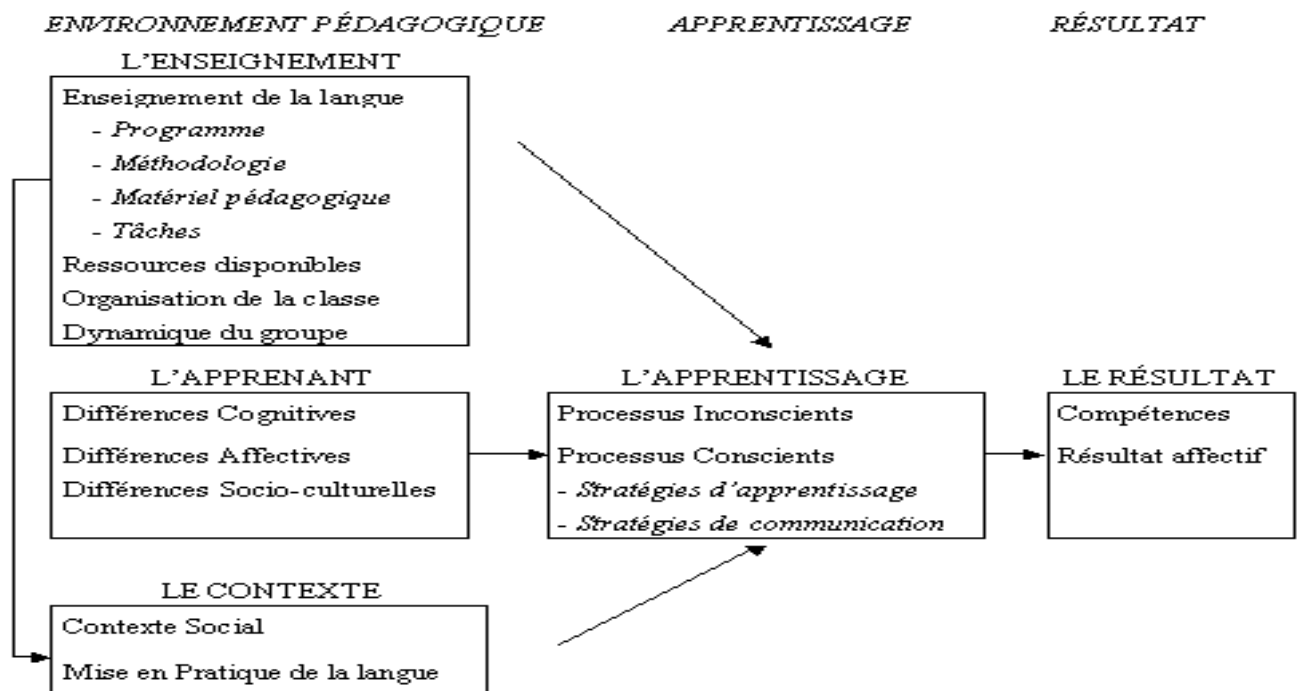 ENVIRONNEMENT PÉDAGOGIQUE APPRENTISSAGE RÉSULTAT
L'ENSEIGNEMENT
Enseignement de la langue
- Programme
- Méthodologie
- Matériel pédagogique
- Tâches
Ressources disponibles
Organisation de la classe
Dynamique du groupe
L'APPRENANT
Différences Cognitives
Différences Affectives
Différences Socio-culturelles
L'APPRENTISSAGE
Processus Inconscients
Processus Conscients
- Stratégies d'apprentissage
- Stratégies de communication
LE RÉSULTAT
Compétences
Résultat affectif
LE CONTEXTE
Contexte Social
Mise en Pratique de la langue